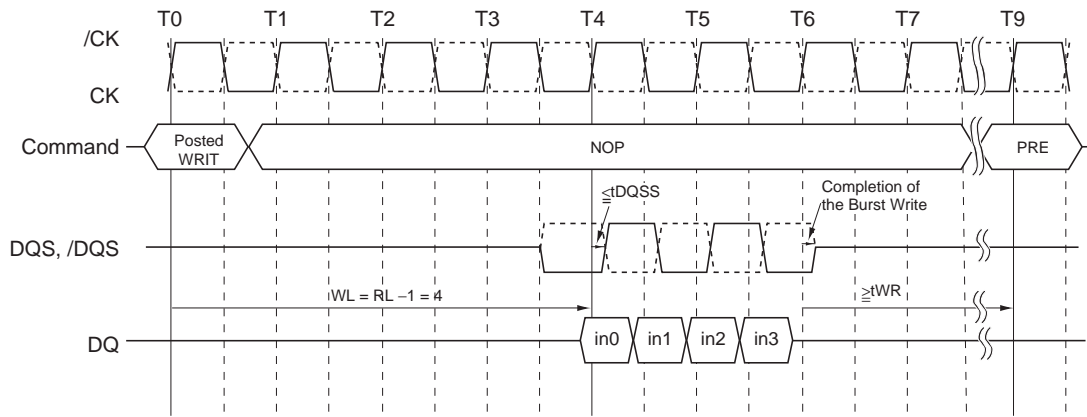 T0 T1 T2 T3 T4 T5 T6 T7 T9
/CK
CK
Command
Posted
WRIT
NOP
PRE
≦tDQSS
Completion of
the Burst Write
DQS, /DQS
WL = RL −1 = 4
≧tWR
DQ
in0 in1 in2 in3